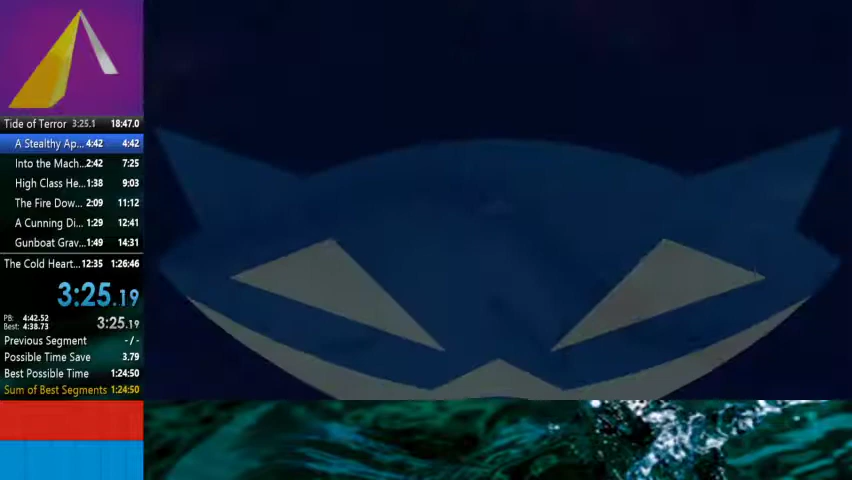 Tide of Terror 3:25.1 18:47.0
A Stealthy Ap... 4:42 4:42
Into the Mach... 2:42 7:25
High Class He... 1:38 9:03
The Fire Dow... 2:09 11:12
A Cunning Di... 1:29 12:41
Gunboat Grav... 1:49 14:31
The Cold Heart... 12:35 1:26:46
3:25.19
PB: 4:42.52
Best: 4:38.73 3:25.19
Previous Segment - / -
Possible Time Save 3.79
Best Possible Time 1:24:50
Sum of Best Segments 1:24:50